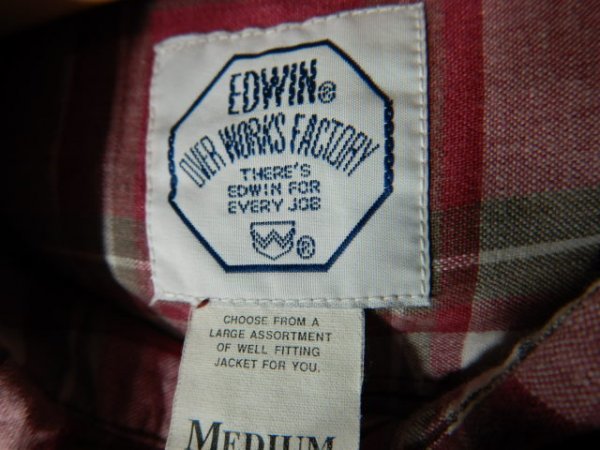 EDWIN®
OVER WORKS FACTORY
THERE'S
EDWIN FOR
EVERY JOB
W®
CHOOSE FROM A
LARGE ASSORTMENT
OF WELL FITTING
JACKET FOR YOU.
MEDIUM